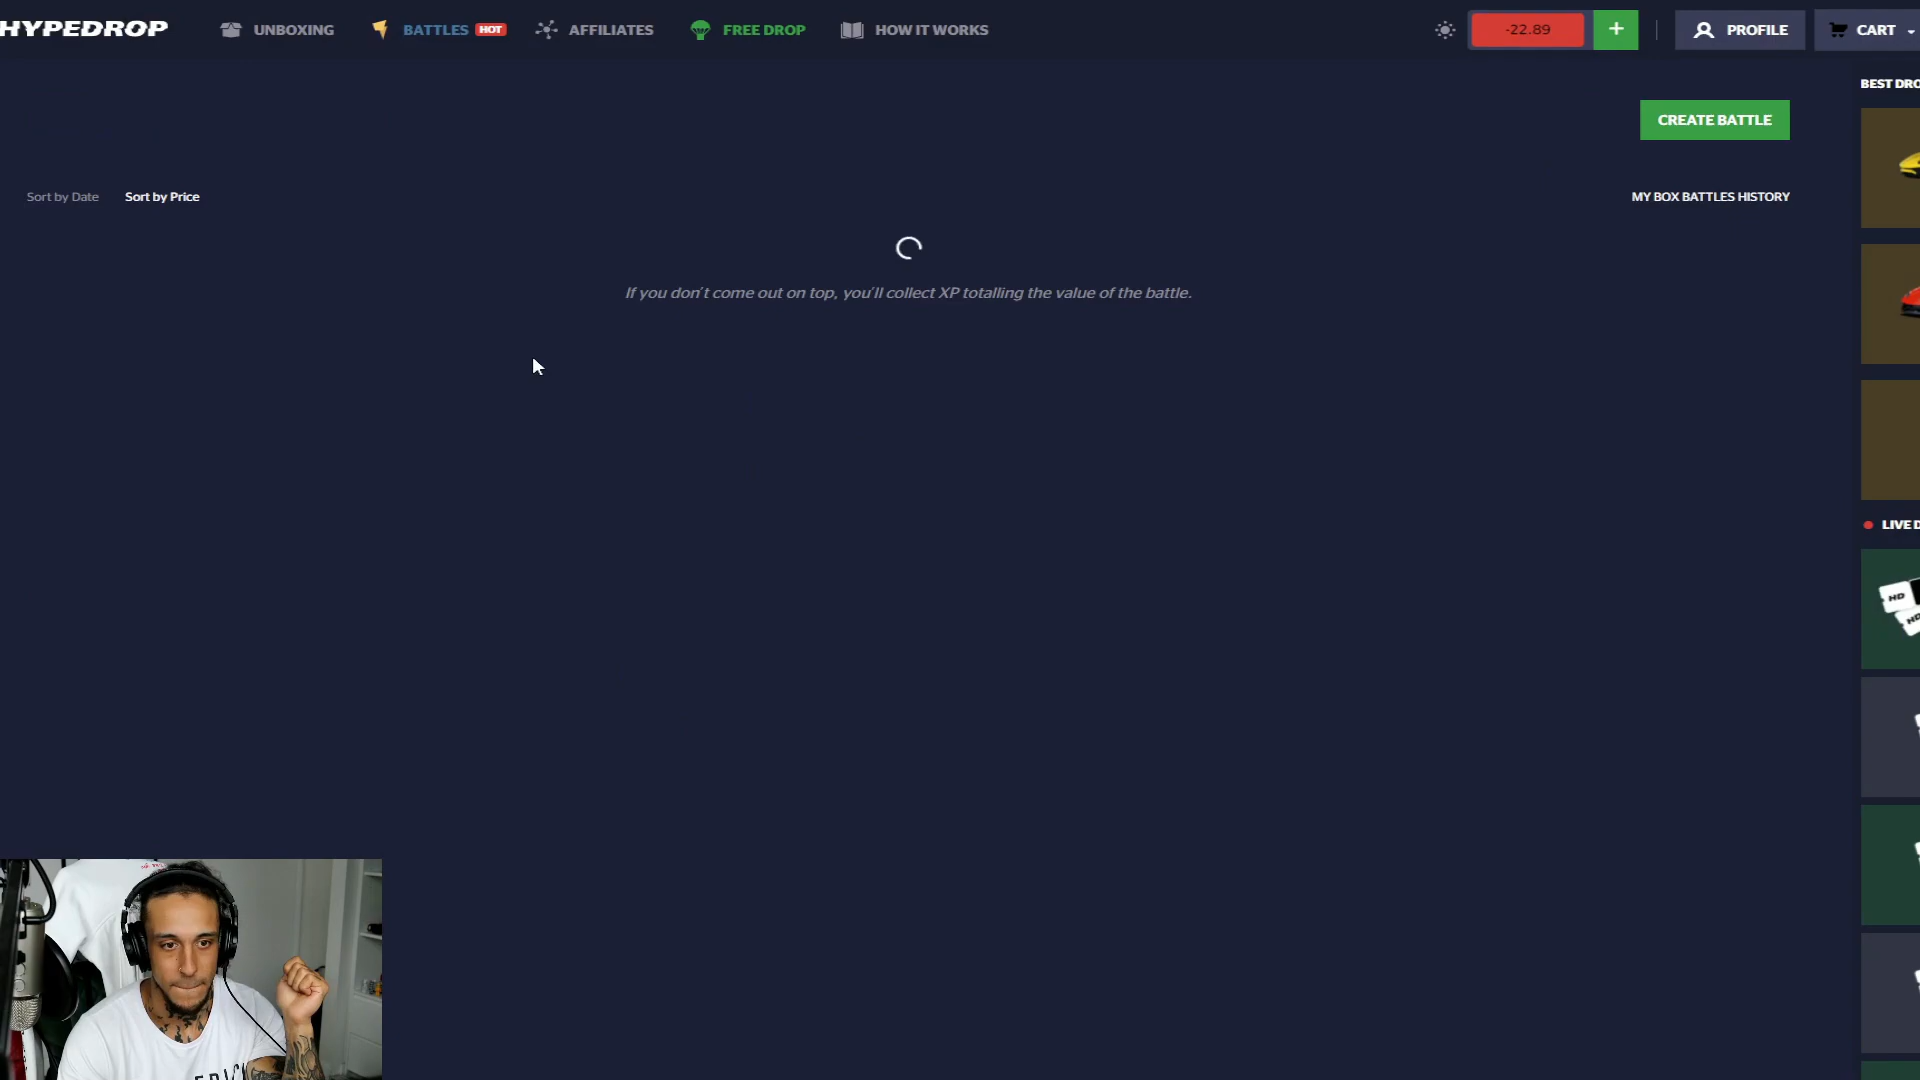 HYPEDROP
UNBOXING
BATTLES HOT
AFFILIATES
FREE DROP
HOW IT WORKS
-22.89
+
PROFILE
CART
BEST DRO
CREATE BATTLE
Sort by Date
Sort by Price
MY BOX BATTLES HISTORY
If you don't come out on top, you'll collect XP totalling the value of the battle.
LIVE D
HD